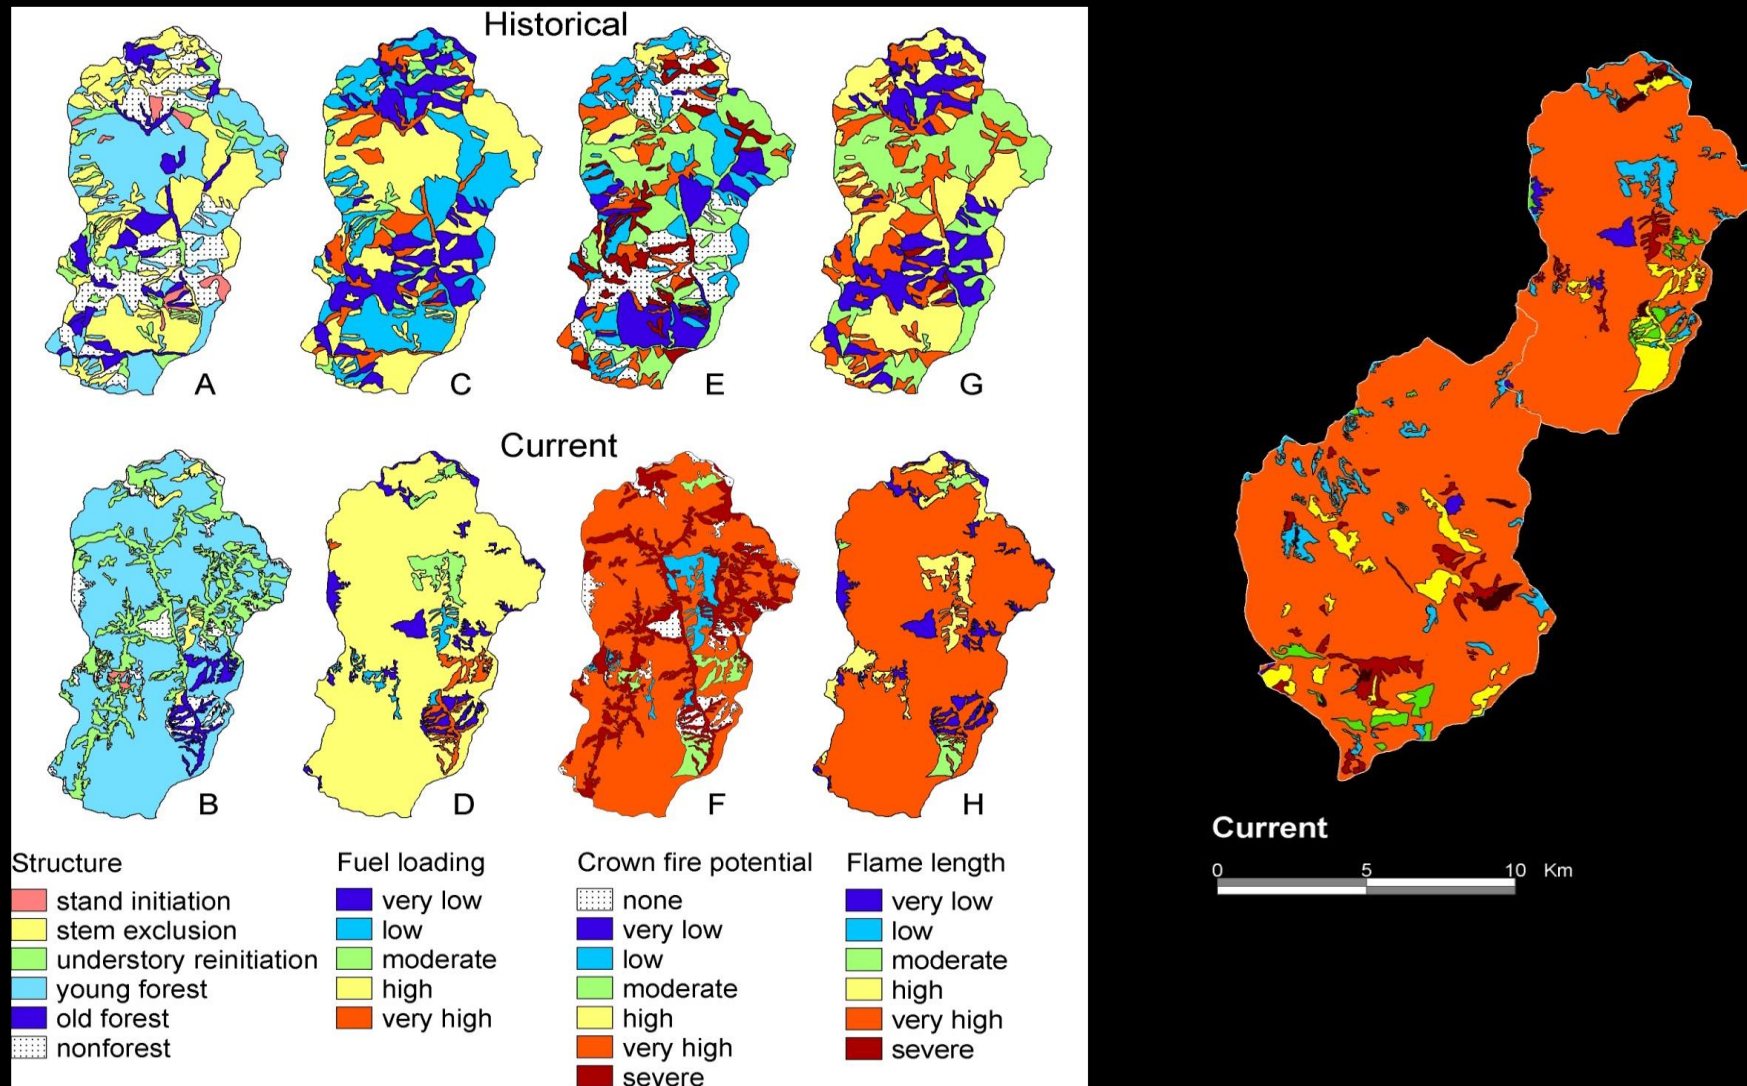 Historical
A
C
E
G
Current
B
D
F
H
Structure
stand initiation
stem exclusion
understory reinitiation
young forest
old forest
nonforest
Fuel loading
very low
low
moderate
high
very high
Crown fire potential
none
very low
low
moderate
high
very high
severe
Flame length
very low
low
moderate
high
very high
severe
Current
0 5 10 Km